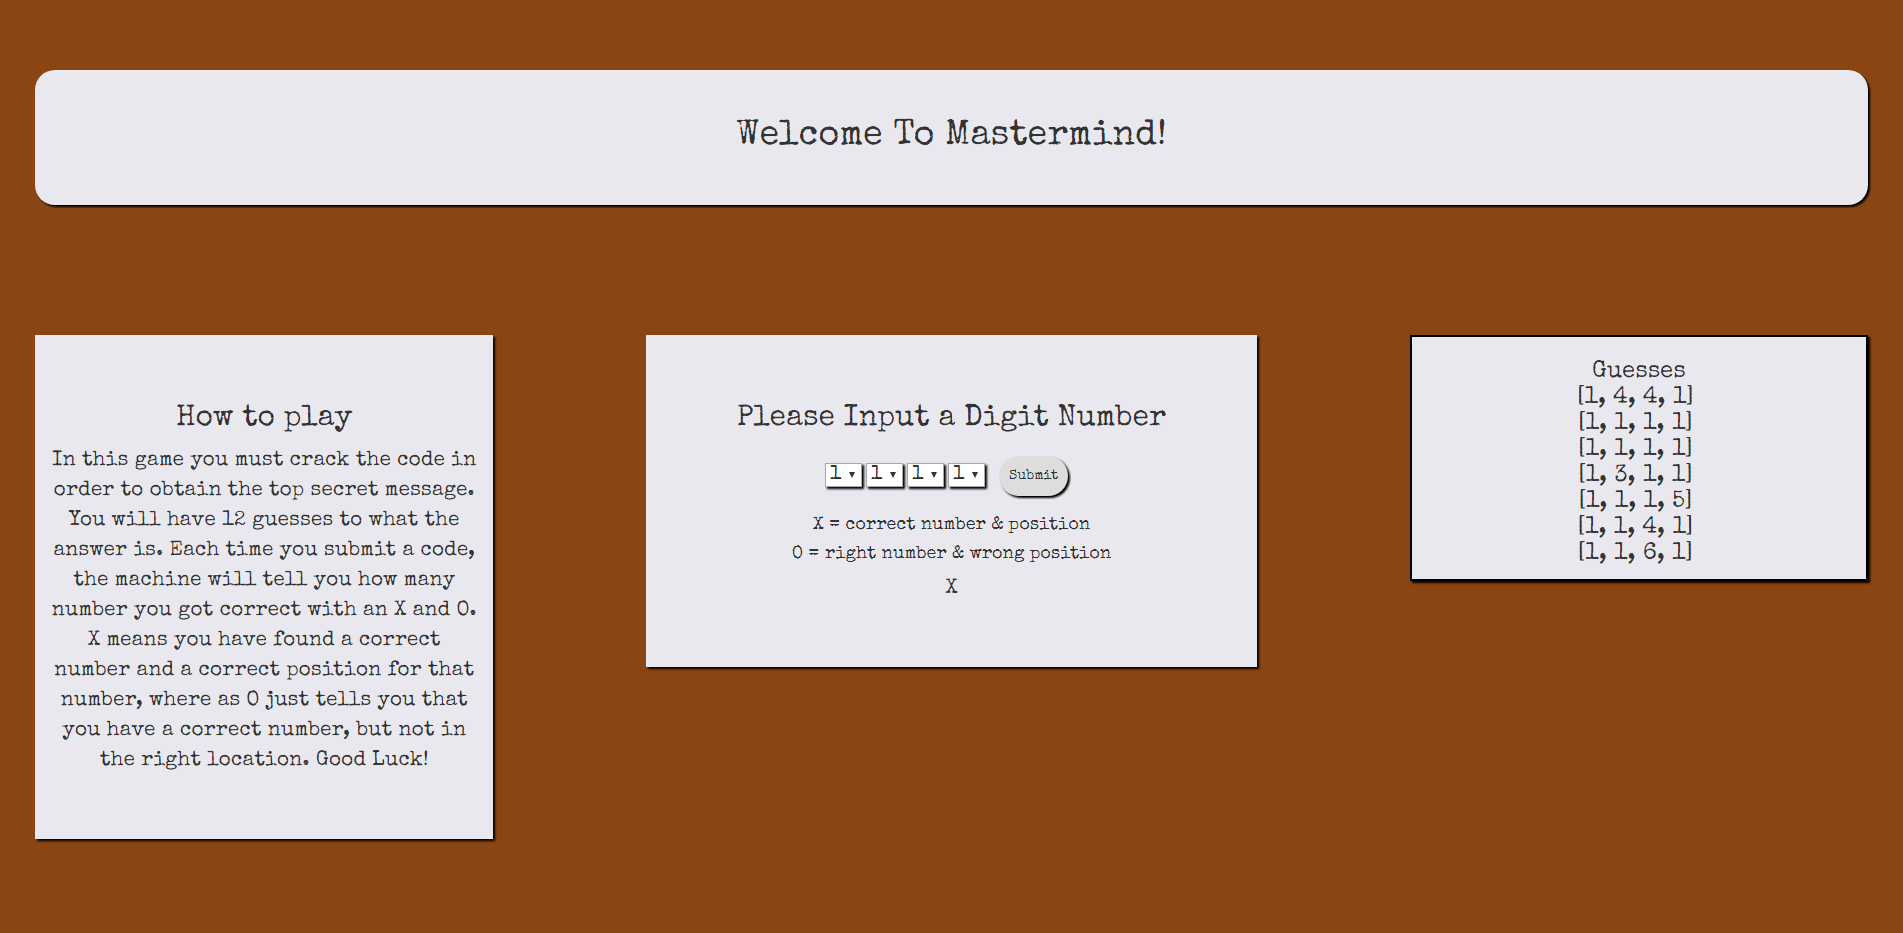 Welcome To Mastermind!
How to play
In this game you must crack the code in
order to obtain the top secret message.
You will have 12 guesses to what the
answer is. Each time you submit a code,
the machine will tell you how many
number you got correct with an X and O.
X means you have found a correct
number and a correct position for that
number, where as O just tells you that
you have a correct number, but not in
the right location. Good Luck!
Please Input a Digit Number
1 1 1 1 Submit
X = correct number & position
O = right number & wrong position
X
Guesses
[1, 4, 4, 1]
[1, 1, 1, 1]
[1, 1, 1, 1]
[1, 3, 1, 1]
[1, 1, 1, 5]
[1, 1, 4, 1]
[1, 1, 6, 1]